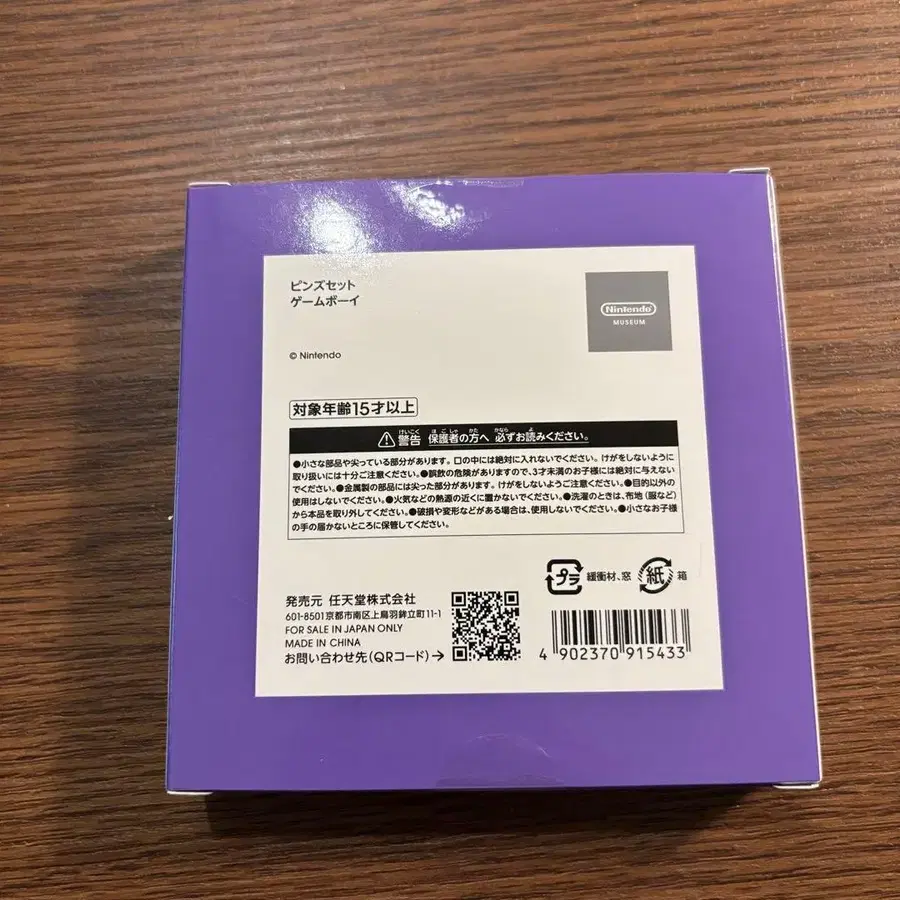 ピンズセット
ゲームボーイ
Nintendo
MUSEUM
© Nintendo
対象年齢15才以上
警告 保護者の方へ 必ずお読みください。
けいこく ほごしゃ かた かなら よ
●小さな部品や尖っている部分があります。口の中には絶対に入れないでください。けがをしないように
取り扱いには十分ご注意ください。●誤飲の危険がありますので、3才未満のお子様には絶対に与えない
でください。●金属製の部品には尖った部分があります。けがをしないようご注意ください。●目的以外の
使用はしないでください。●火気などの熱源の近くに置かないでください。●洗濯のときは、布地(服など)
から本品を取り外してください。●破損や変形などがある場合は、使用しないでください。●小さなお子様
の手の届かないところに保管してください。
プラ 緩衝材、窓 紙 箱
発売元 任天堂株式会社
601-8501京都市南区上鳥羽鉾立町11-1
FOR SALE IN JAPAN ONLY
MADE IN CHINA
お問い合わせ先(QRコード)→
4 902370 915433